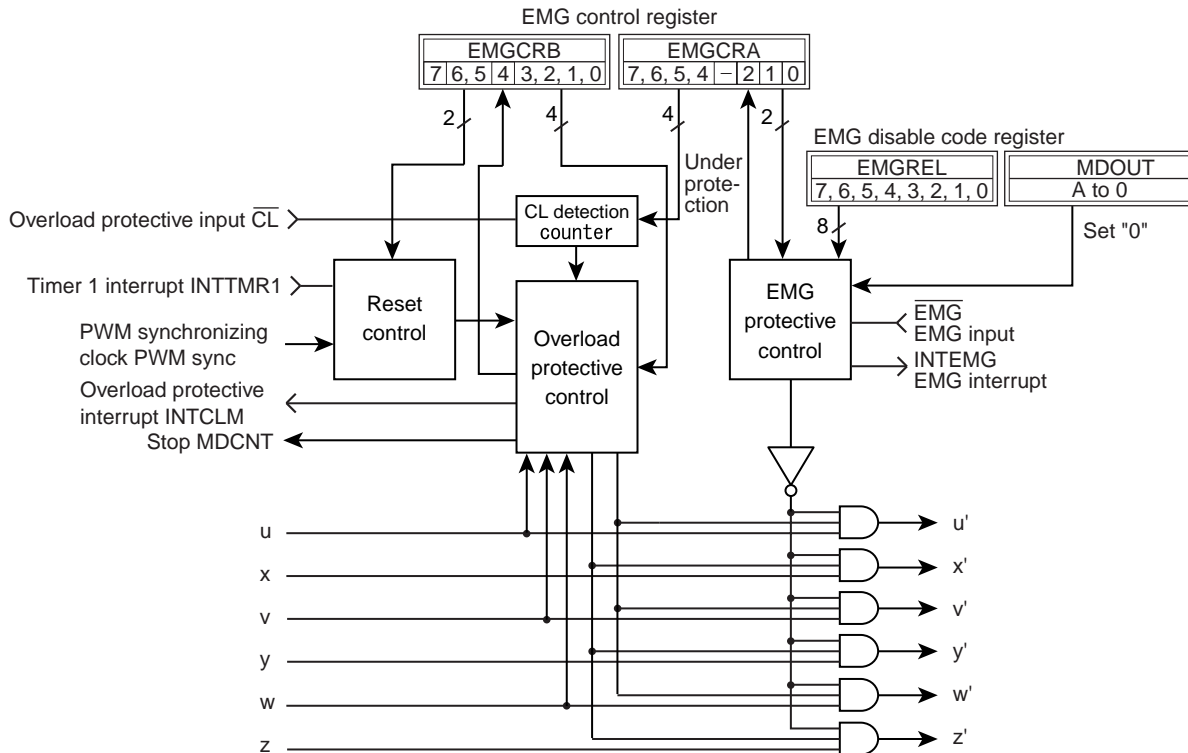 EMG control register
EMGCRB
7 6, 5 4 3, 2, 1, 0
EMGCRA
7, 6, 5, 4 – 2 1 0
2
4
4
2
Under
prote-
ction
EMG disable code register
EMGREL
7, 6, 5, 4, 3, 2, 1, 0
MDOUT
A to 0
8
Set "0"
Overload protective input C̅L̅
CL detection
counter
Timer 1 interrupt INTTMR1
Reset
control
PWM synchronizing
clock PWM sync
Overload
protective
control
EMG
protective
control
E̅M̅G̅
EMG input
INTEMG
EMG interrupt
Overload protective
interrupt INTCLM
Stop MDCNT
u
u'
x
x'
v
v'
y
y'
w
w'
z
z'